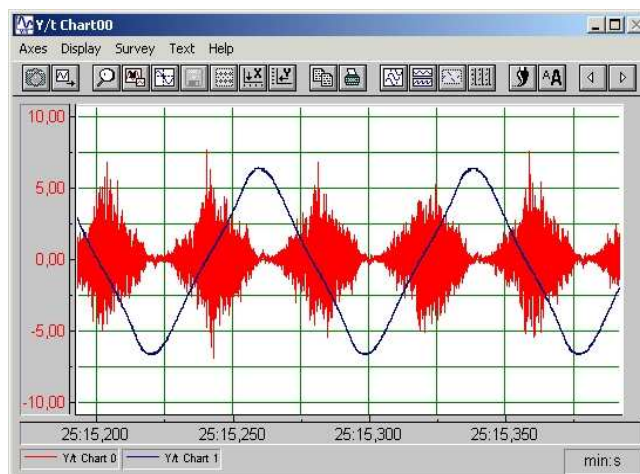 Y/t Chart00
Axes Display Survey Text Help
10,00
5,00
0,00
-5,00
-10,00
25:15,200 25:15,250 25:15,300 25:15,350
Y/t Chart 0 Y/t Chart 1 min:s